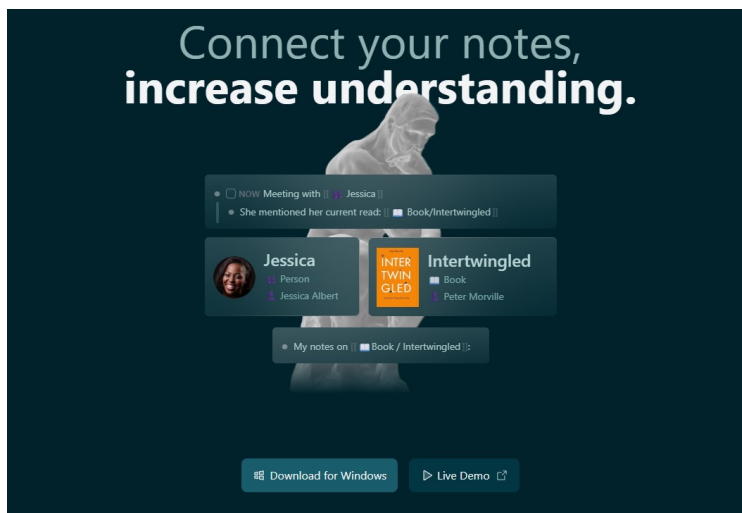 Connect your notes,
increase understanding.
NOW Meeting with [[ Jessica ]]
She mentioned her current read: [[ 📖 Book/Intertwingled ]]
Jessica
Person
Jessica Albert
INTER
TWIN
GLED
Intertwingled
📖 Book
Peter Morville
My notes on [[ 📖 Book / Intertwingled ]]:
Download for Windows
Live Demo